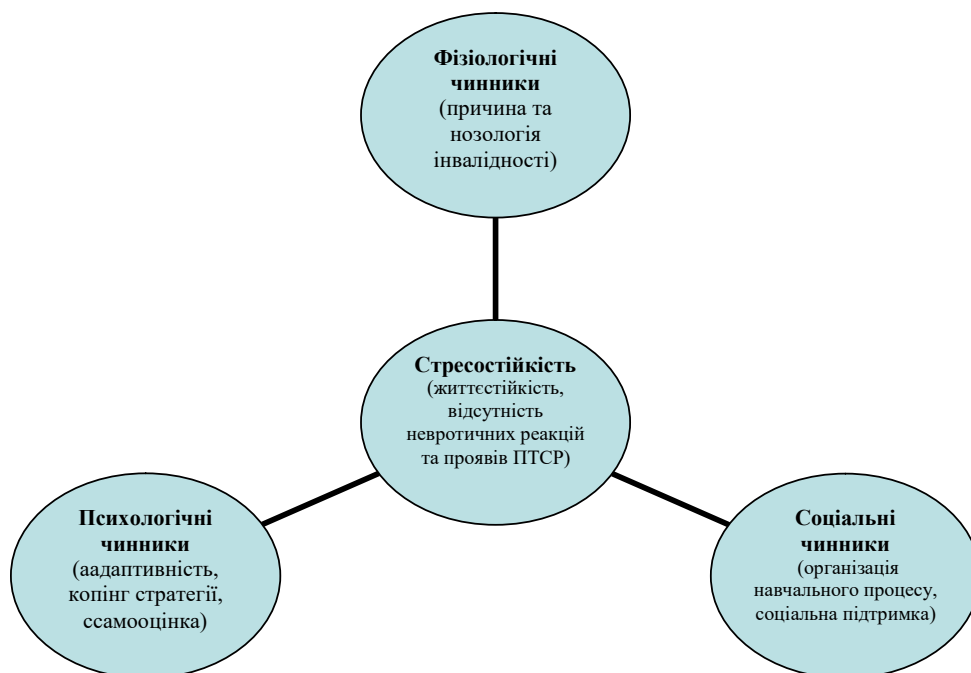 Фізіологічні
чинники
(причина та
нозологія
інвалідності)
Стресостійкість
(життєстійкість,
відсутність
невротичних реакцій
та проявів ПТСР)
Психологічні
чинники
(аадаптивність,
копінг стратегії,
ссамооцінка)
Соціальні
чинники
(організація
навчального процесу,
соціальна підтримка)